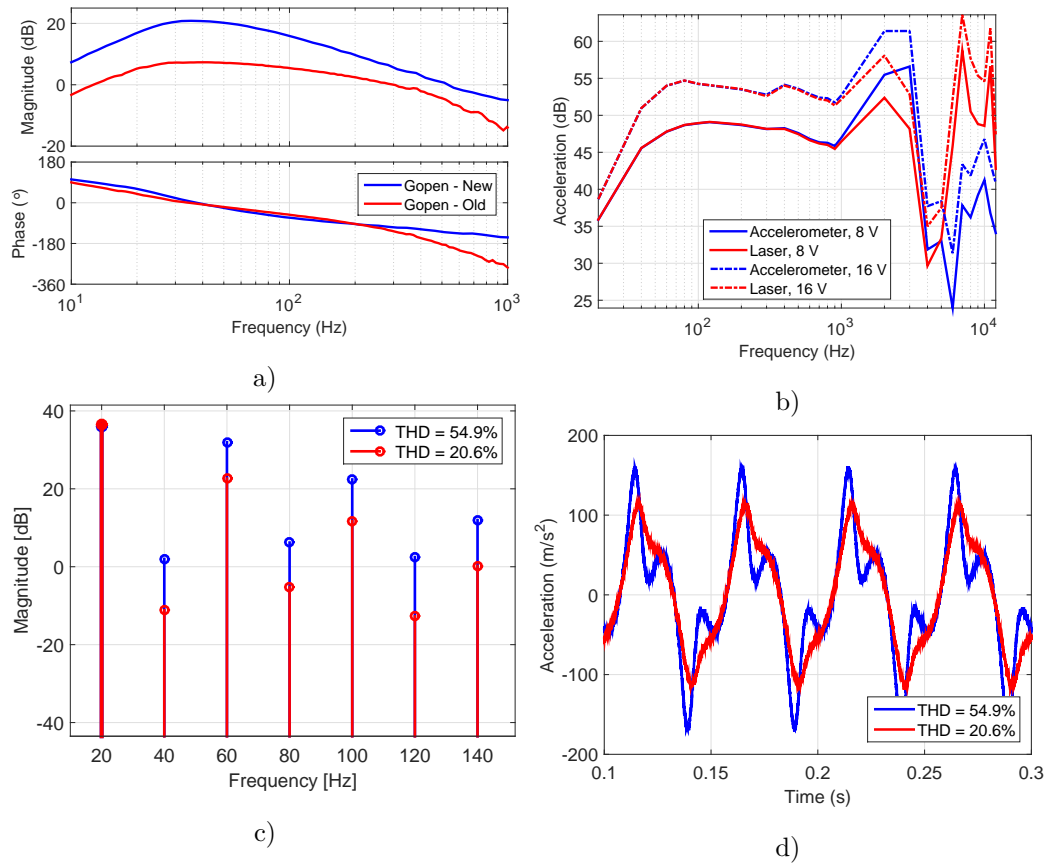 20
0
20
Magnitude (dB)
180
0
-180
-360
Phase (º)
Gopen - New
Gopen - Old
10^1
10^2
10^3
Frequency (Hz)
a)
60
55
50
45
40
35
30
25
Acceleration (dB)
Accelerometer, 8 V
Laser, 8 V
Accelerometer, 16 V
Laser, 16 V
10^2
10^3
10^4
Frequency (Hz)
b)
40
20
0
-20
-40
Magnitude [dB]
THD = 54.9%
THD = 20.6%
20 40 60 80 100 120 140
Frequency [Hz]
c)
200
100
0
-100
-200
Acceleration (m/s^2)
THD = 54.9%
THD = 20.6%
0.1 0.15 0.2 0.25 0.3
Time (s)
d)